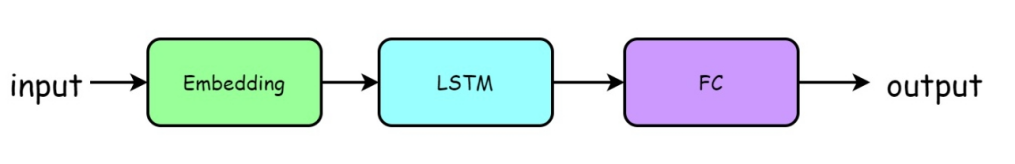 input Embedding LSTM FC output